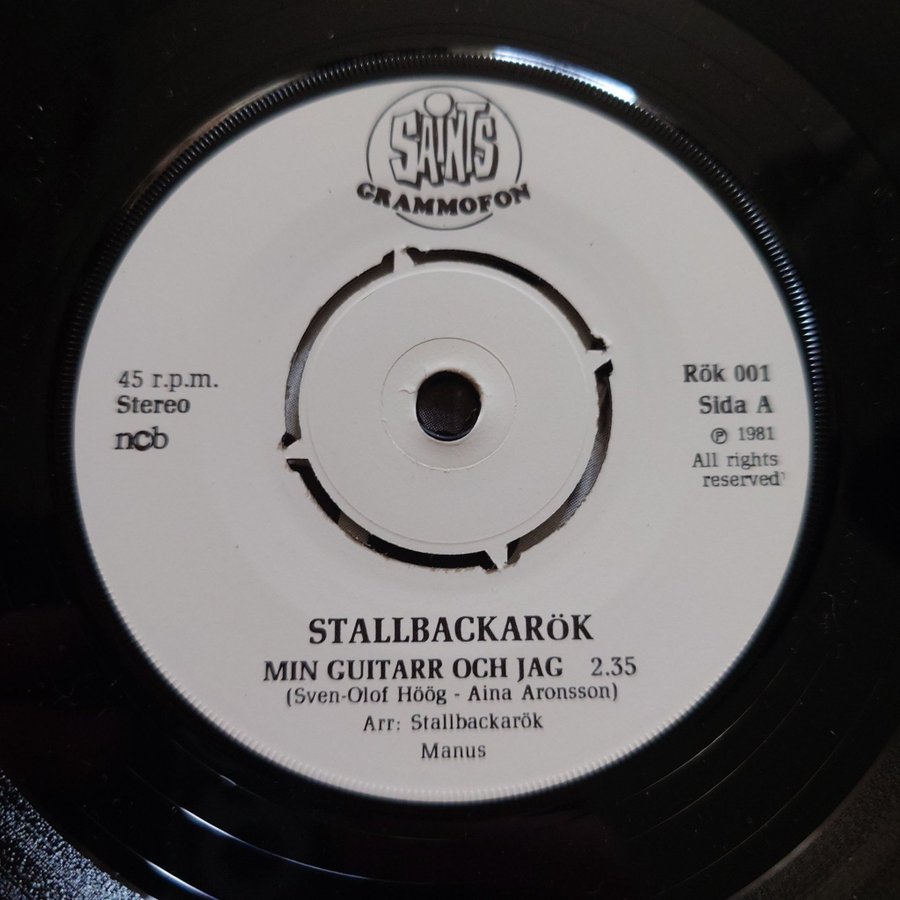 SAINTS
GRAMMOFON
45 r.p.m.
Stereo
ncb
Rök 001
Sida A
℗ 1981
All rights
reserved
STALLBACKARÖK
MIN GUITARR OCH JAG 2.35
(Sven-Olof Höög - Aina Aronsson)
Arr: Stallbackarök
Manus